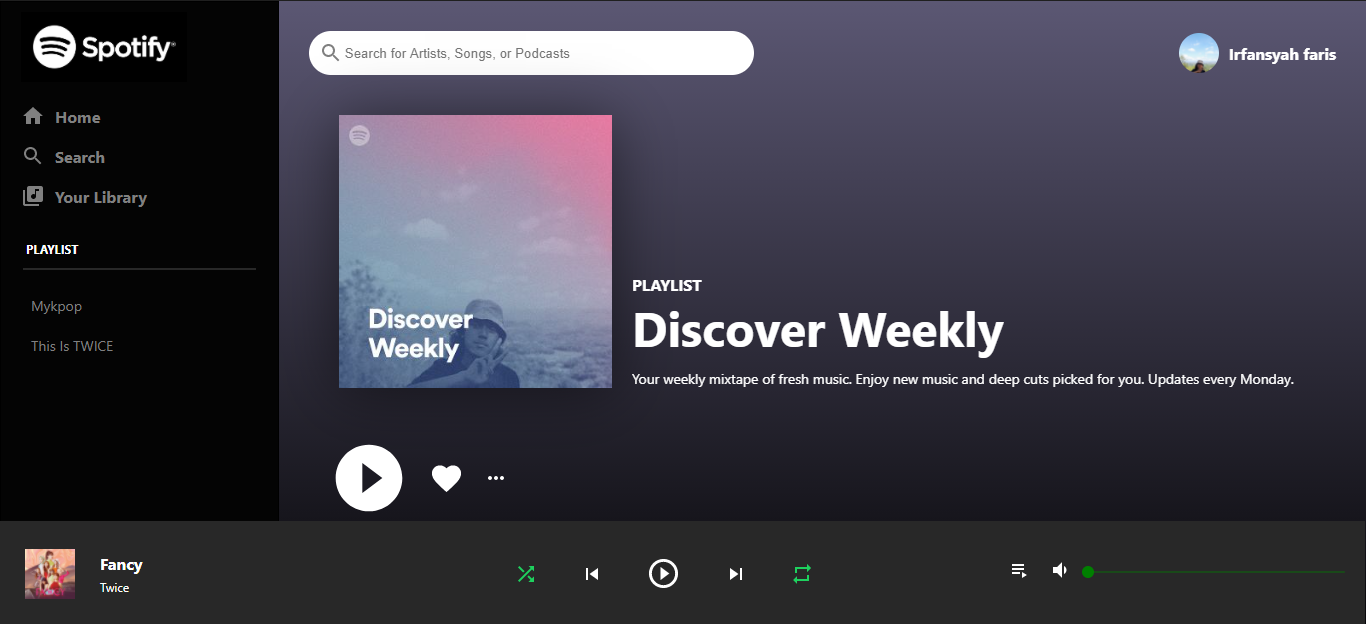 Spotify®
Home
Search
Your Library
PLAYLIST
Mykpop
This Is TWICE
Search for Artists, Songs, or Podcasts
Irfansyah faris
Discover
Weekly
PLAYLIST
Discover Weekly
Your weekly mixtape of fresh music. Enjoy new music and deep cuts picked for you. Updates every Monday.
Fancy
Twice